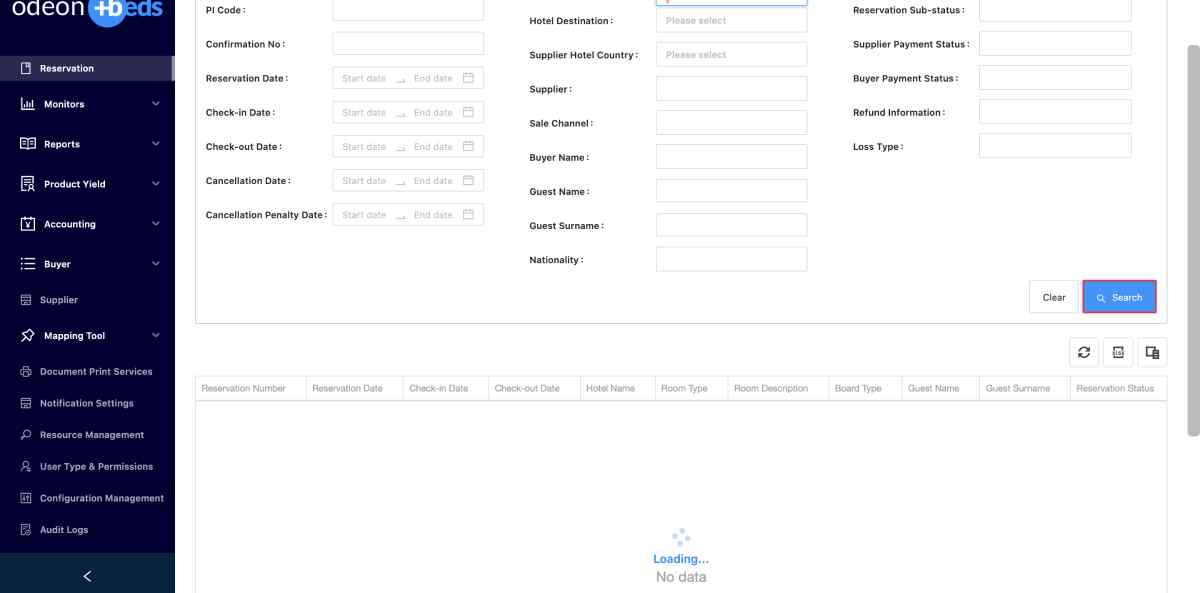 odeon beds
Reservation
Monitors
Reports
Product Yield
Accounting
Buyer
Supplier
Mapping Tool
Document Print Services
Notification Settings
Resource Management
User Type & Permissions
Configuration Management
Audit Logs
PI Code :
Confirmation No :
Reservation Date : Start date End date
Check-in Date : Start date End date
Check-out Date : Start date End date
Cancellation Date : Start date End date
Cancellation Penalty Date : Start date End date
Hotel Destination : Please select
Supplier Hotel Country : Please select
Supplier :
Sale Channel :
Buyer Name :
Guest Name :
Guest Surname :
Nationality :
Reservation Sub-status :
Supplier Payment Status :
Buyer Payment Status :
Refund Information :
Loss Type :
Clear Search
Reservation Number Reservation Date Check-in Date Check-out Date Hotel Name Room Type Room Description Board Type Guest Name Guest Surname Reservation Status
Loading...
No data